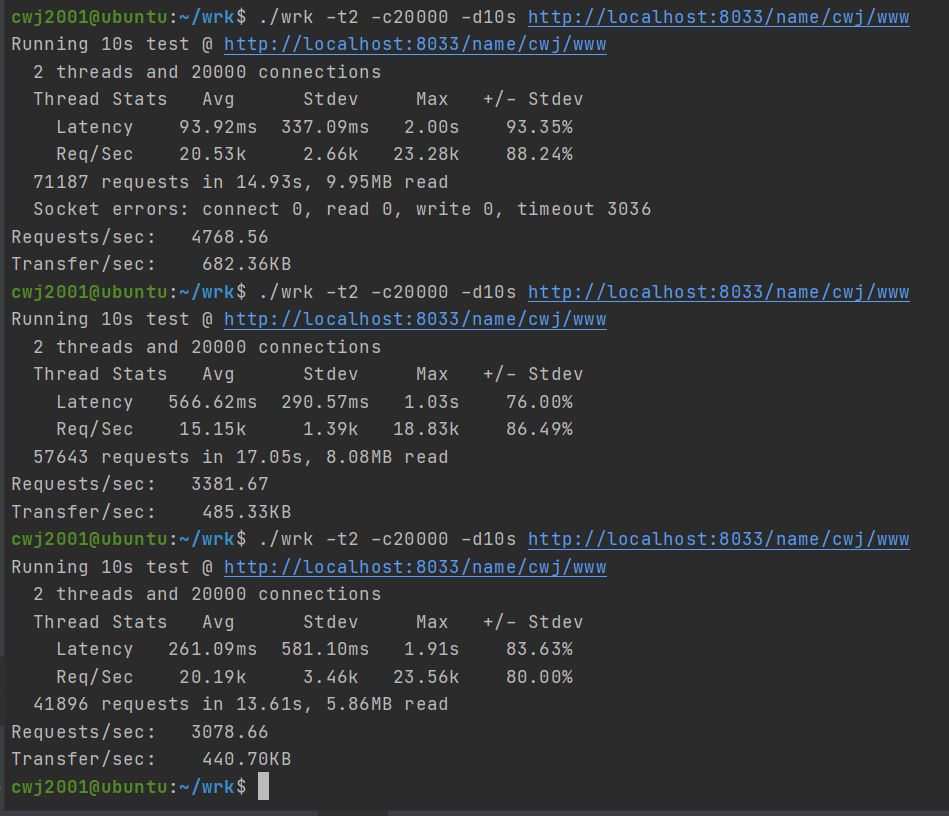 cwj2001@ubuntu:~/wrk$ ./wrk -t2 -c20000 -d10s http://localhost:8033/name/cwj/www
Running 10s test @ http://localhost:8033/name/cwj/www
  2 threads and 20000 connections
  Thread Stats   Avg      Stdev     Max   +/- Stdev
    Latency    93.92ms  337.09ms   2.00s    93.35%
    Req/Sec    20.53k     2.66k   23.28k    88.24%
  71187 requests in 14.93s, 9.95MB read
  Socket errors: connect 0, read 0, write 0, timeout 3036
Requests/sec:   4768.56
Transfer/sec:    682.36KB
cwj2001@ubuntu:~/wrk$ ./wrk -t2 -c20000 -d10s http://localhost:8033/name/cwj/www
Running 10s test @ http://localhost:8033/name/cwj/www
  2 threads and 20000 connections
  Thread Stats   Avg      Stdev     Max   +/- Stdev
    Latency   566.62ms  290.57ms   1.03s    76.00%
    Req/Sec    15.15k     1.39k   18.83k    86.49%
  57643 requests in 17.05s, 8.08MB read
Requests/sec:   3381.67
Transfer/sec:    485.33KB
cwj2001@ubuntu:~/wrk$ ./wrk -t2 -c20000 -d10s http://localhost:8033/name/cwj/www
Running 10s test @ http://localhost:8033/name/cwj/www
  2 threads and 20000 connections
  Thread Stats   Avg      Stdev     Max   +/- Stdev
    Latency   261.09ms  581.10ms   1.91s    83.63%
    Req/Sec    20.19k     3.46k   23.56k    80.00%
  41896 requests in 13.61s, 5.86MB read
Requests/sec:   3078.66
Transfer/sec:    440.70KB
cwj2001@ubuntu:~/wrk$